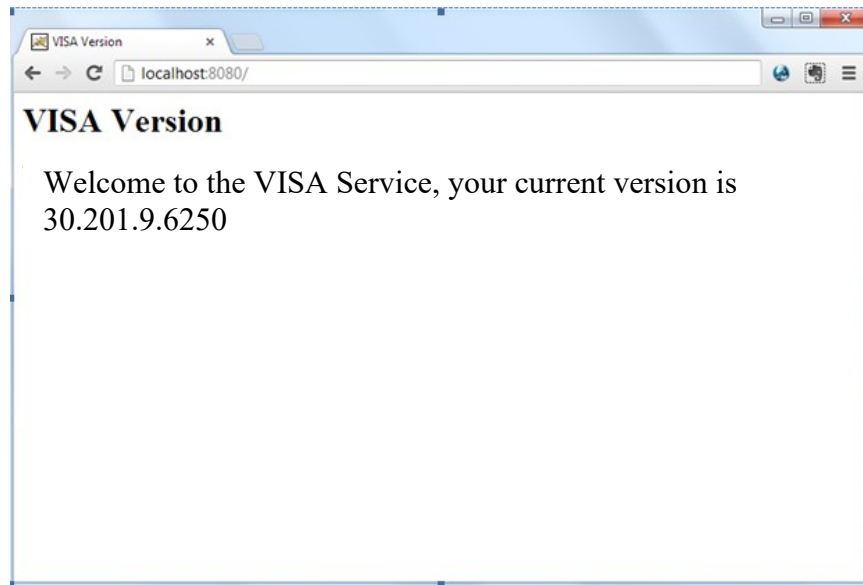 VISA Version
localhost:8080/
VISA Version
Welcome to the VISA Service, your current version is
30.201.9.6250